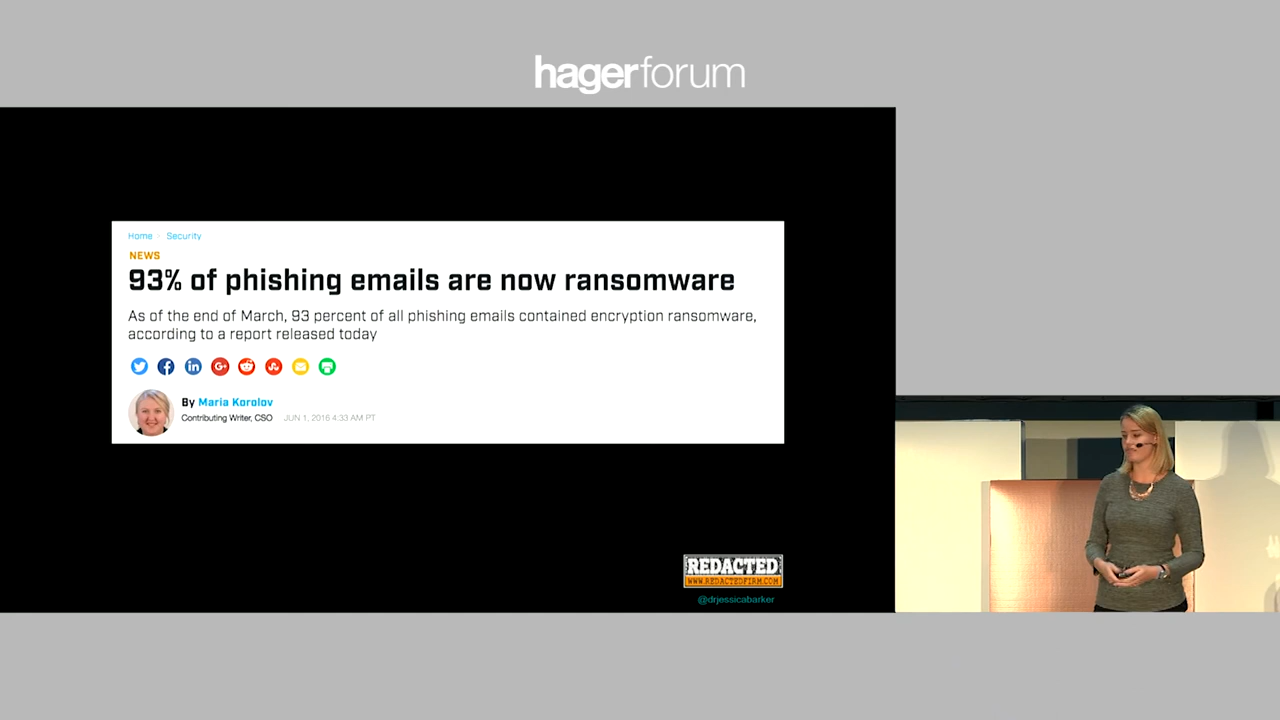 hagerforum
Home Security
NEWS
93% of phishing emails are now ransomware
As of the end of March, 93 percent of all phishing emails contained encryption ransomware,
according to a report released today
By Maria Korolov
Contributing Writer, CSO JUN 1, 2016 4:33 AM PT
REDACTED
WWW.REDACTEDFIRM.COM
@drjessicabarker